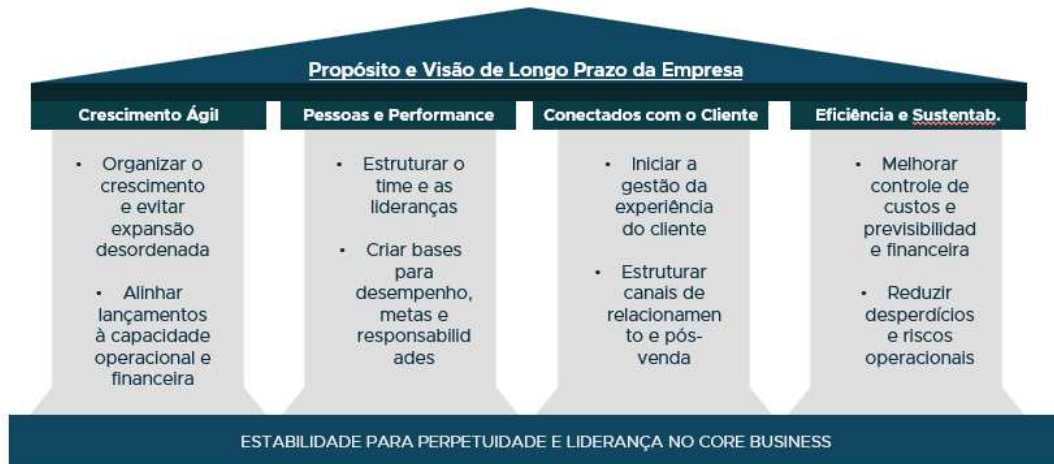 Propósito e Visão de Longo Prazo da Empresa
Crescimento Ágil
• Organizar o
crescimento
e evitar
expansão
desordenada
• Alinhar
lançamentos
à capacidade
operacional e
financeira
Pessoas e Performance
• Estruturar o
time e as
lideranças
• Criar bases
para
desempenho,
metas e
responsabilid
ades
Conectados com o Cliente
• Iniciar a
gestão da
experiência
do cliente
• Estruturar
canais de
relacionamen
to e pós-
venda
Eficiência e Sustentab.
• Melhorar
controle de
custos e
previsibilidad
e financeira
• Reduzir
desperdícios
e riscos
operacionais
ESTABILIDADE PARA PERPETUIDADE E LIDERANÇA NO CORE BUSINESS